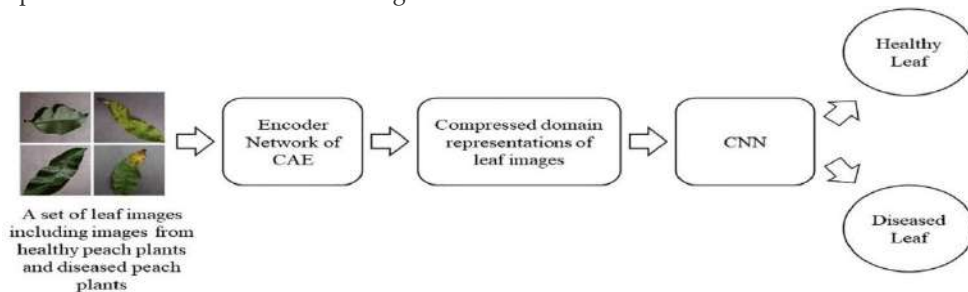 A set of leaf images
including images from
healthy peach plants
and diseased peach
plants
Encoder
Network of
CAE
Compressed domain
representations of
leaf images
CNN
Healthy
Leaf
Diseased
Leaf